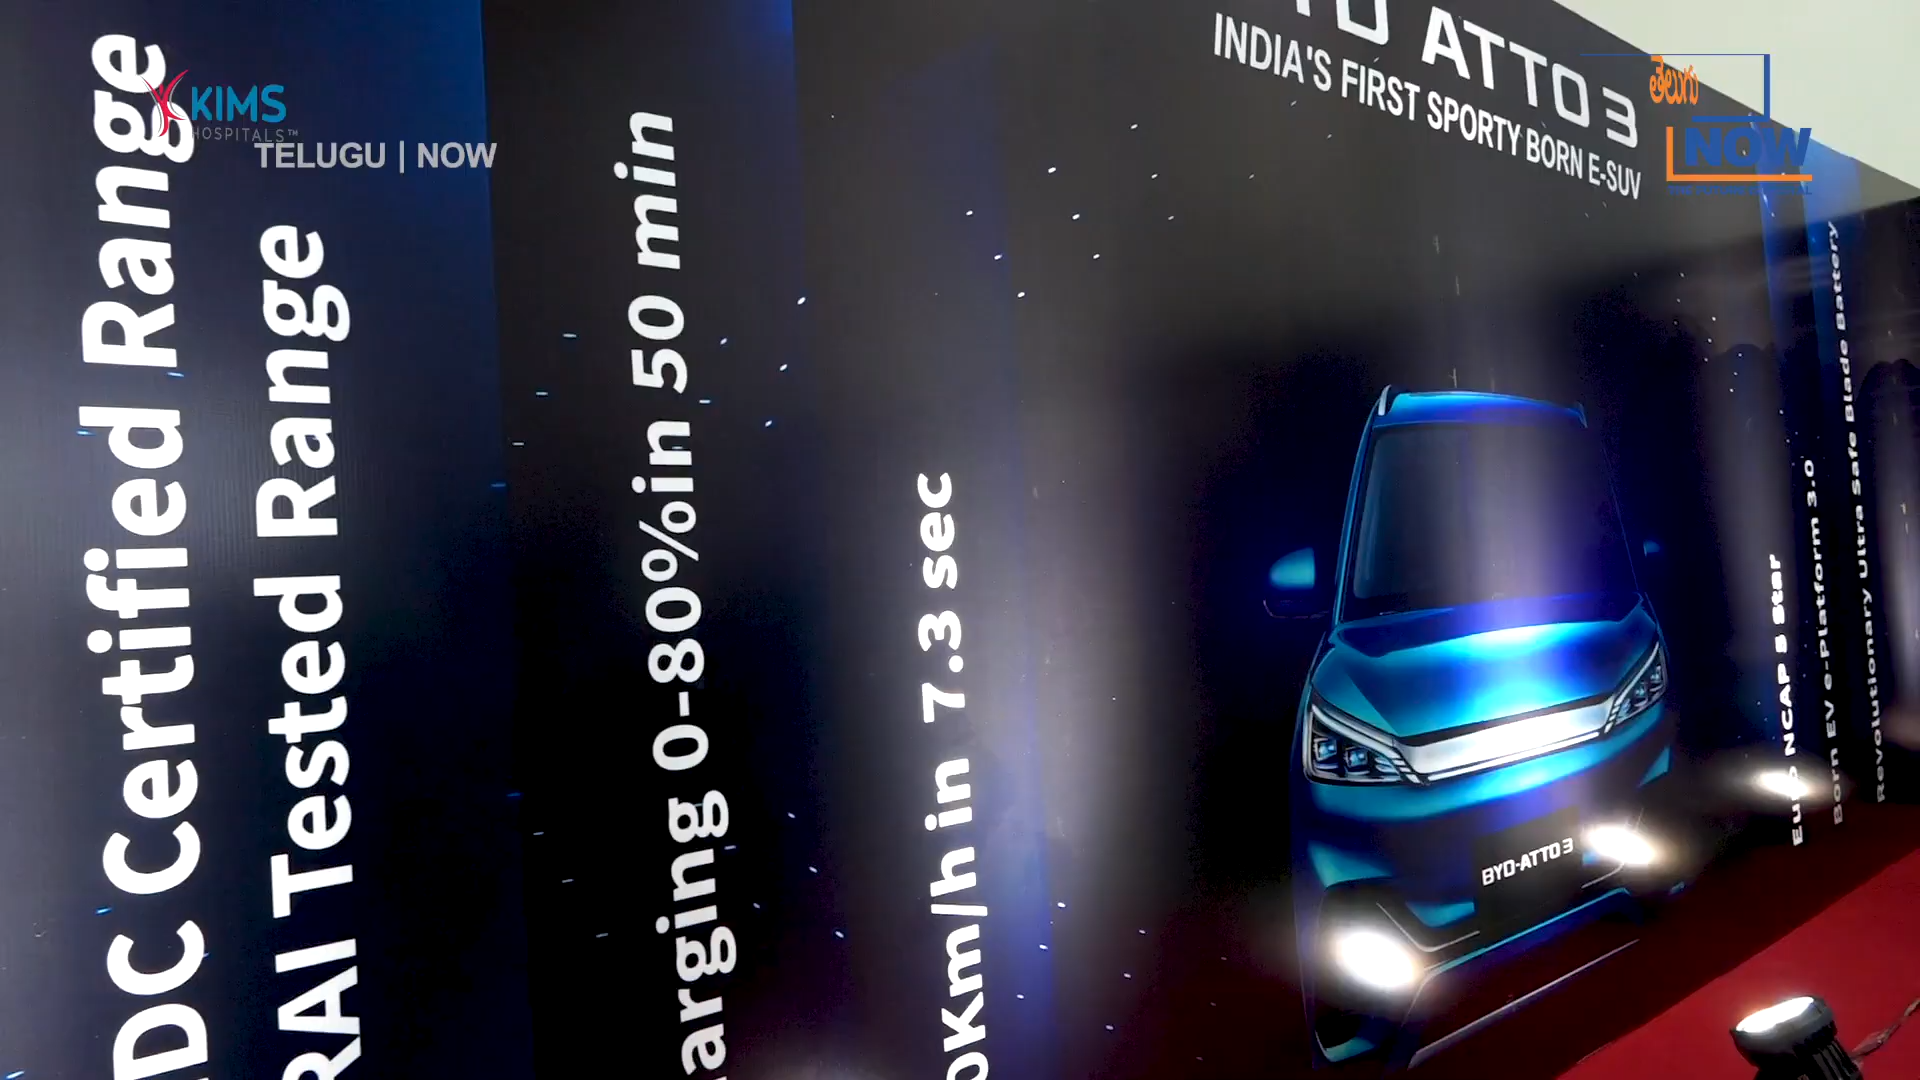 KIMS
HOSPITALS™
TELUGU | NOW
తెలుగు
NOW
ATTO 3
INDIA'S FIRST SPORTY BORN E-SUV
DC Certified Range
RAI Tested Range
arging 0-80%in 50 min
0Km/h in 7.3 sec
BYD-ATTO 3
Euro NCAP 5 Star
Born EV e-Platform 3.0
Revolutionary Ultra Safe Blade Battery